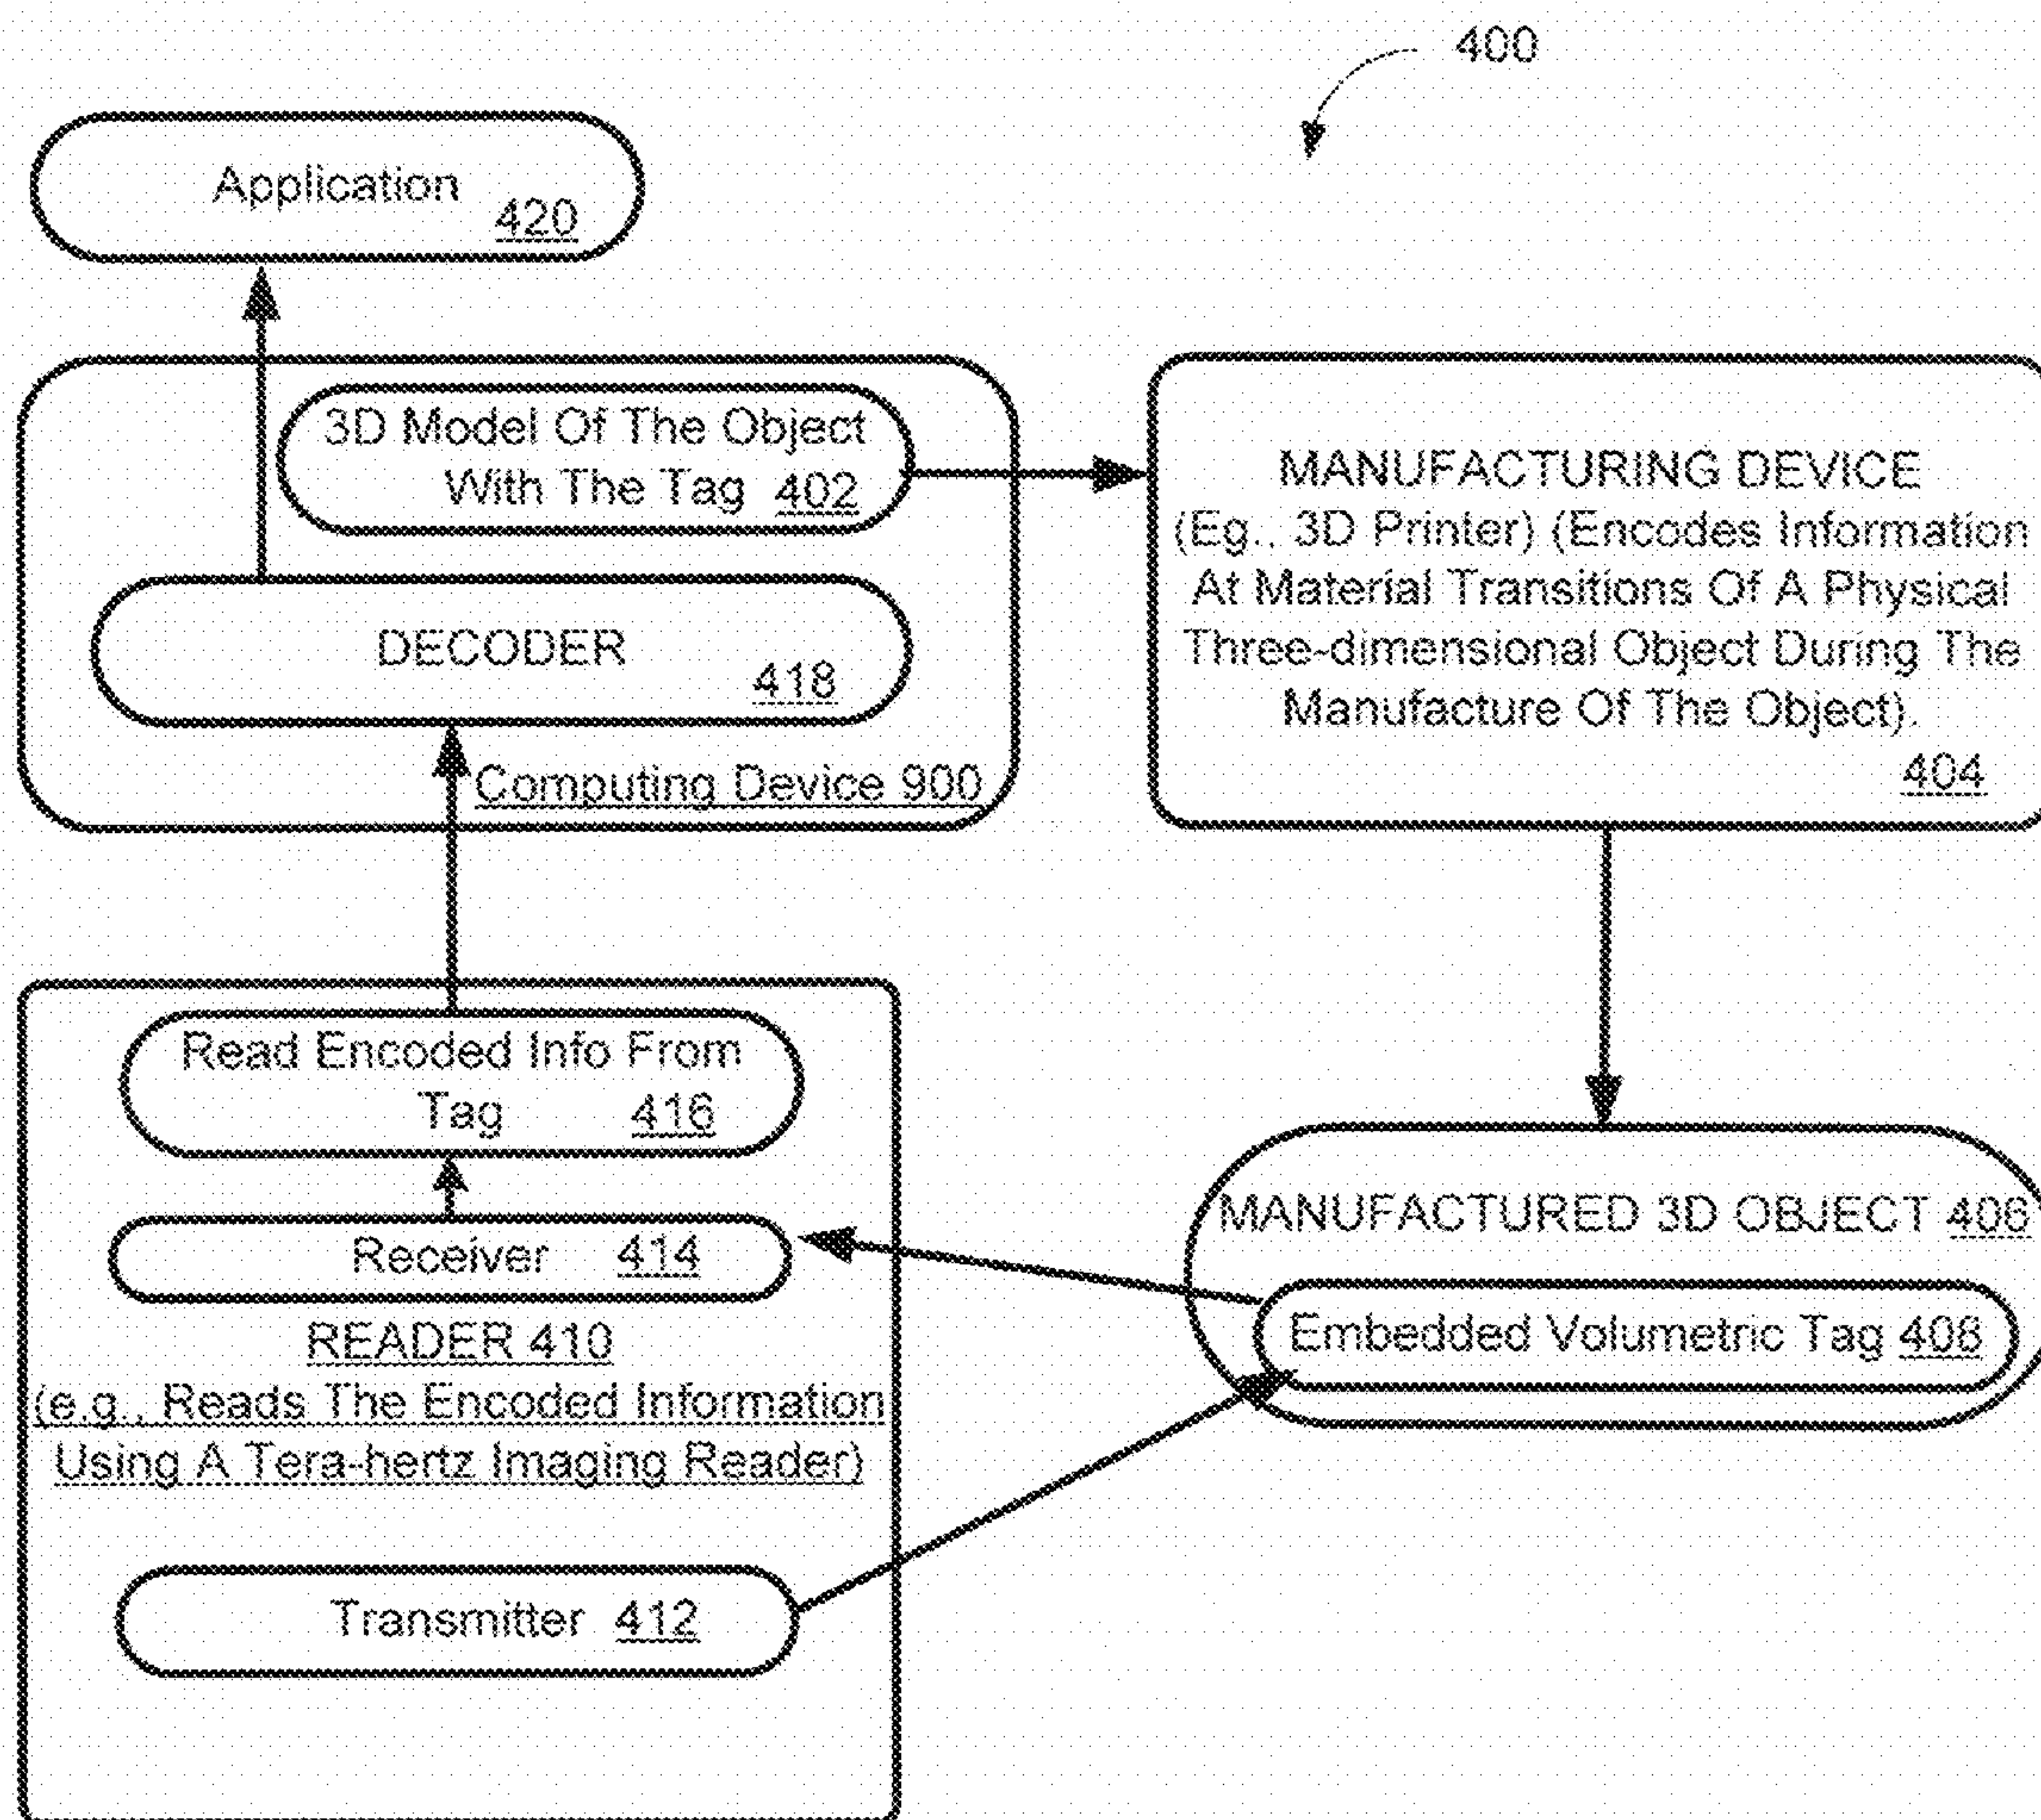 400
Application
420
3D Model Of The Object
With The Tag 402
DECODER
418
Computing Device 900
MANUFACTURING DEVICE
(Eg., 3D Printer) (Encodes Information
At Material Transitions Of A Physical
Three-dimensional Object During The
Manufacture Of The Object).
404
Read Encoded Info From
Tag 416
Receiver 414
READER 410
(e.g., Reads The Encoded Information
Using A Tera-hertz Imaging Reader)
Transmitter 412
MANUFACTURED 3D OBJECT 406
Embedded Volumetric Tag 408